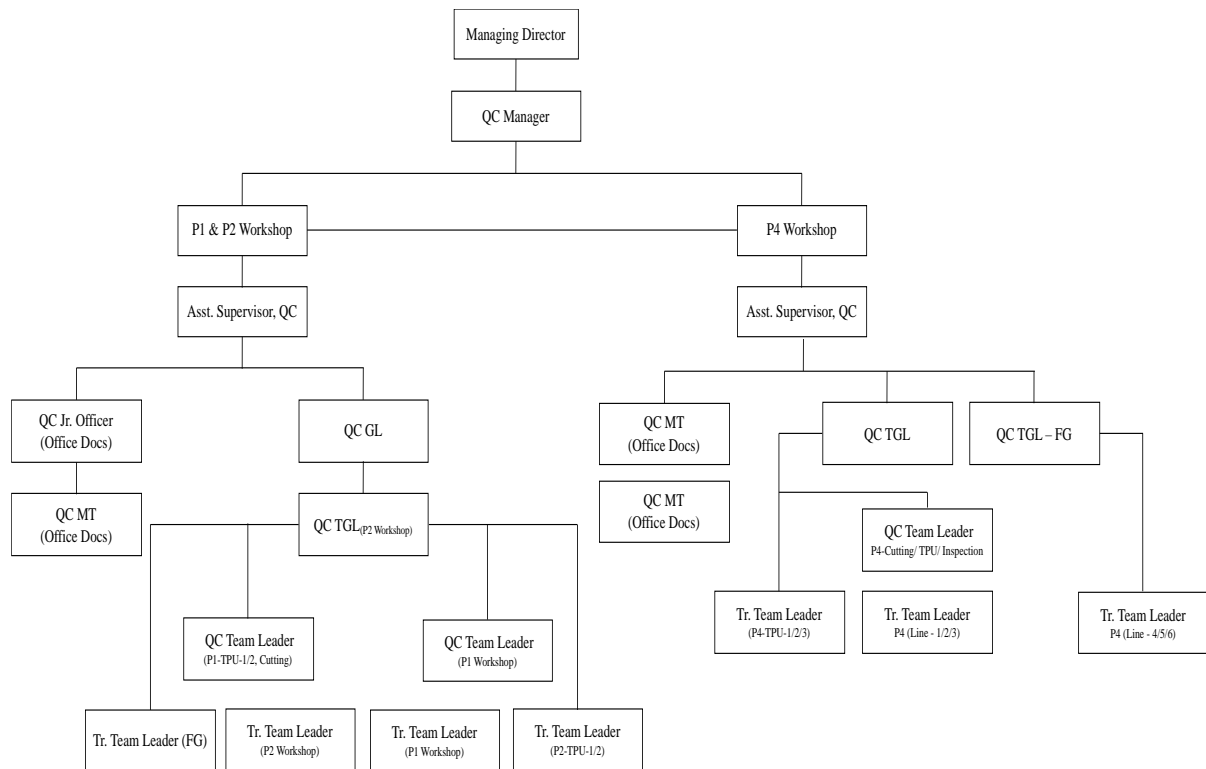 Managing Director
QC Manager
P1 & P2 Workshop
P4 Workshop
Asst. Supervisor, QC
Asst. Supervisor, QC
QC Jr. Officer
(Office Docs)
QC GL
QC MT
(Office Docs)
QC TGL
QC TGL – FG
QC MT
(Office Docs)
QC TGL(P2 Workshop)
QC MT
(Office Docs)
QC Team Leader
P4-Cutting/ TPU/ Inspection
Tr. Team Leader
(P4-TPU-1/2/3)
Tr. Team Leader
P4 (Line - 1/2/3)
Tr. Team Leader
P4 (Line - 4/5/6)
QC Team Leader
(P1-TPU-1/2, Cutting)
QC Team Leader
(P1 Workshop)
Tr. Team Leader (FG)
Tr. Team Leader
(P2 Workshop)
Tr. Team Leader
(P1 Workshop)
Tr. Team Leader
(P2-TPU-1/2)